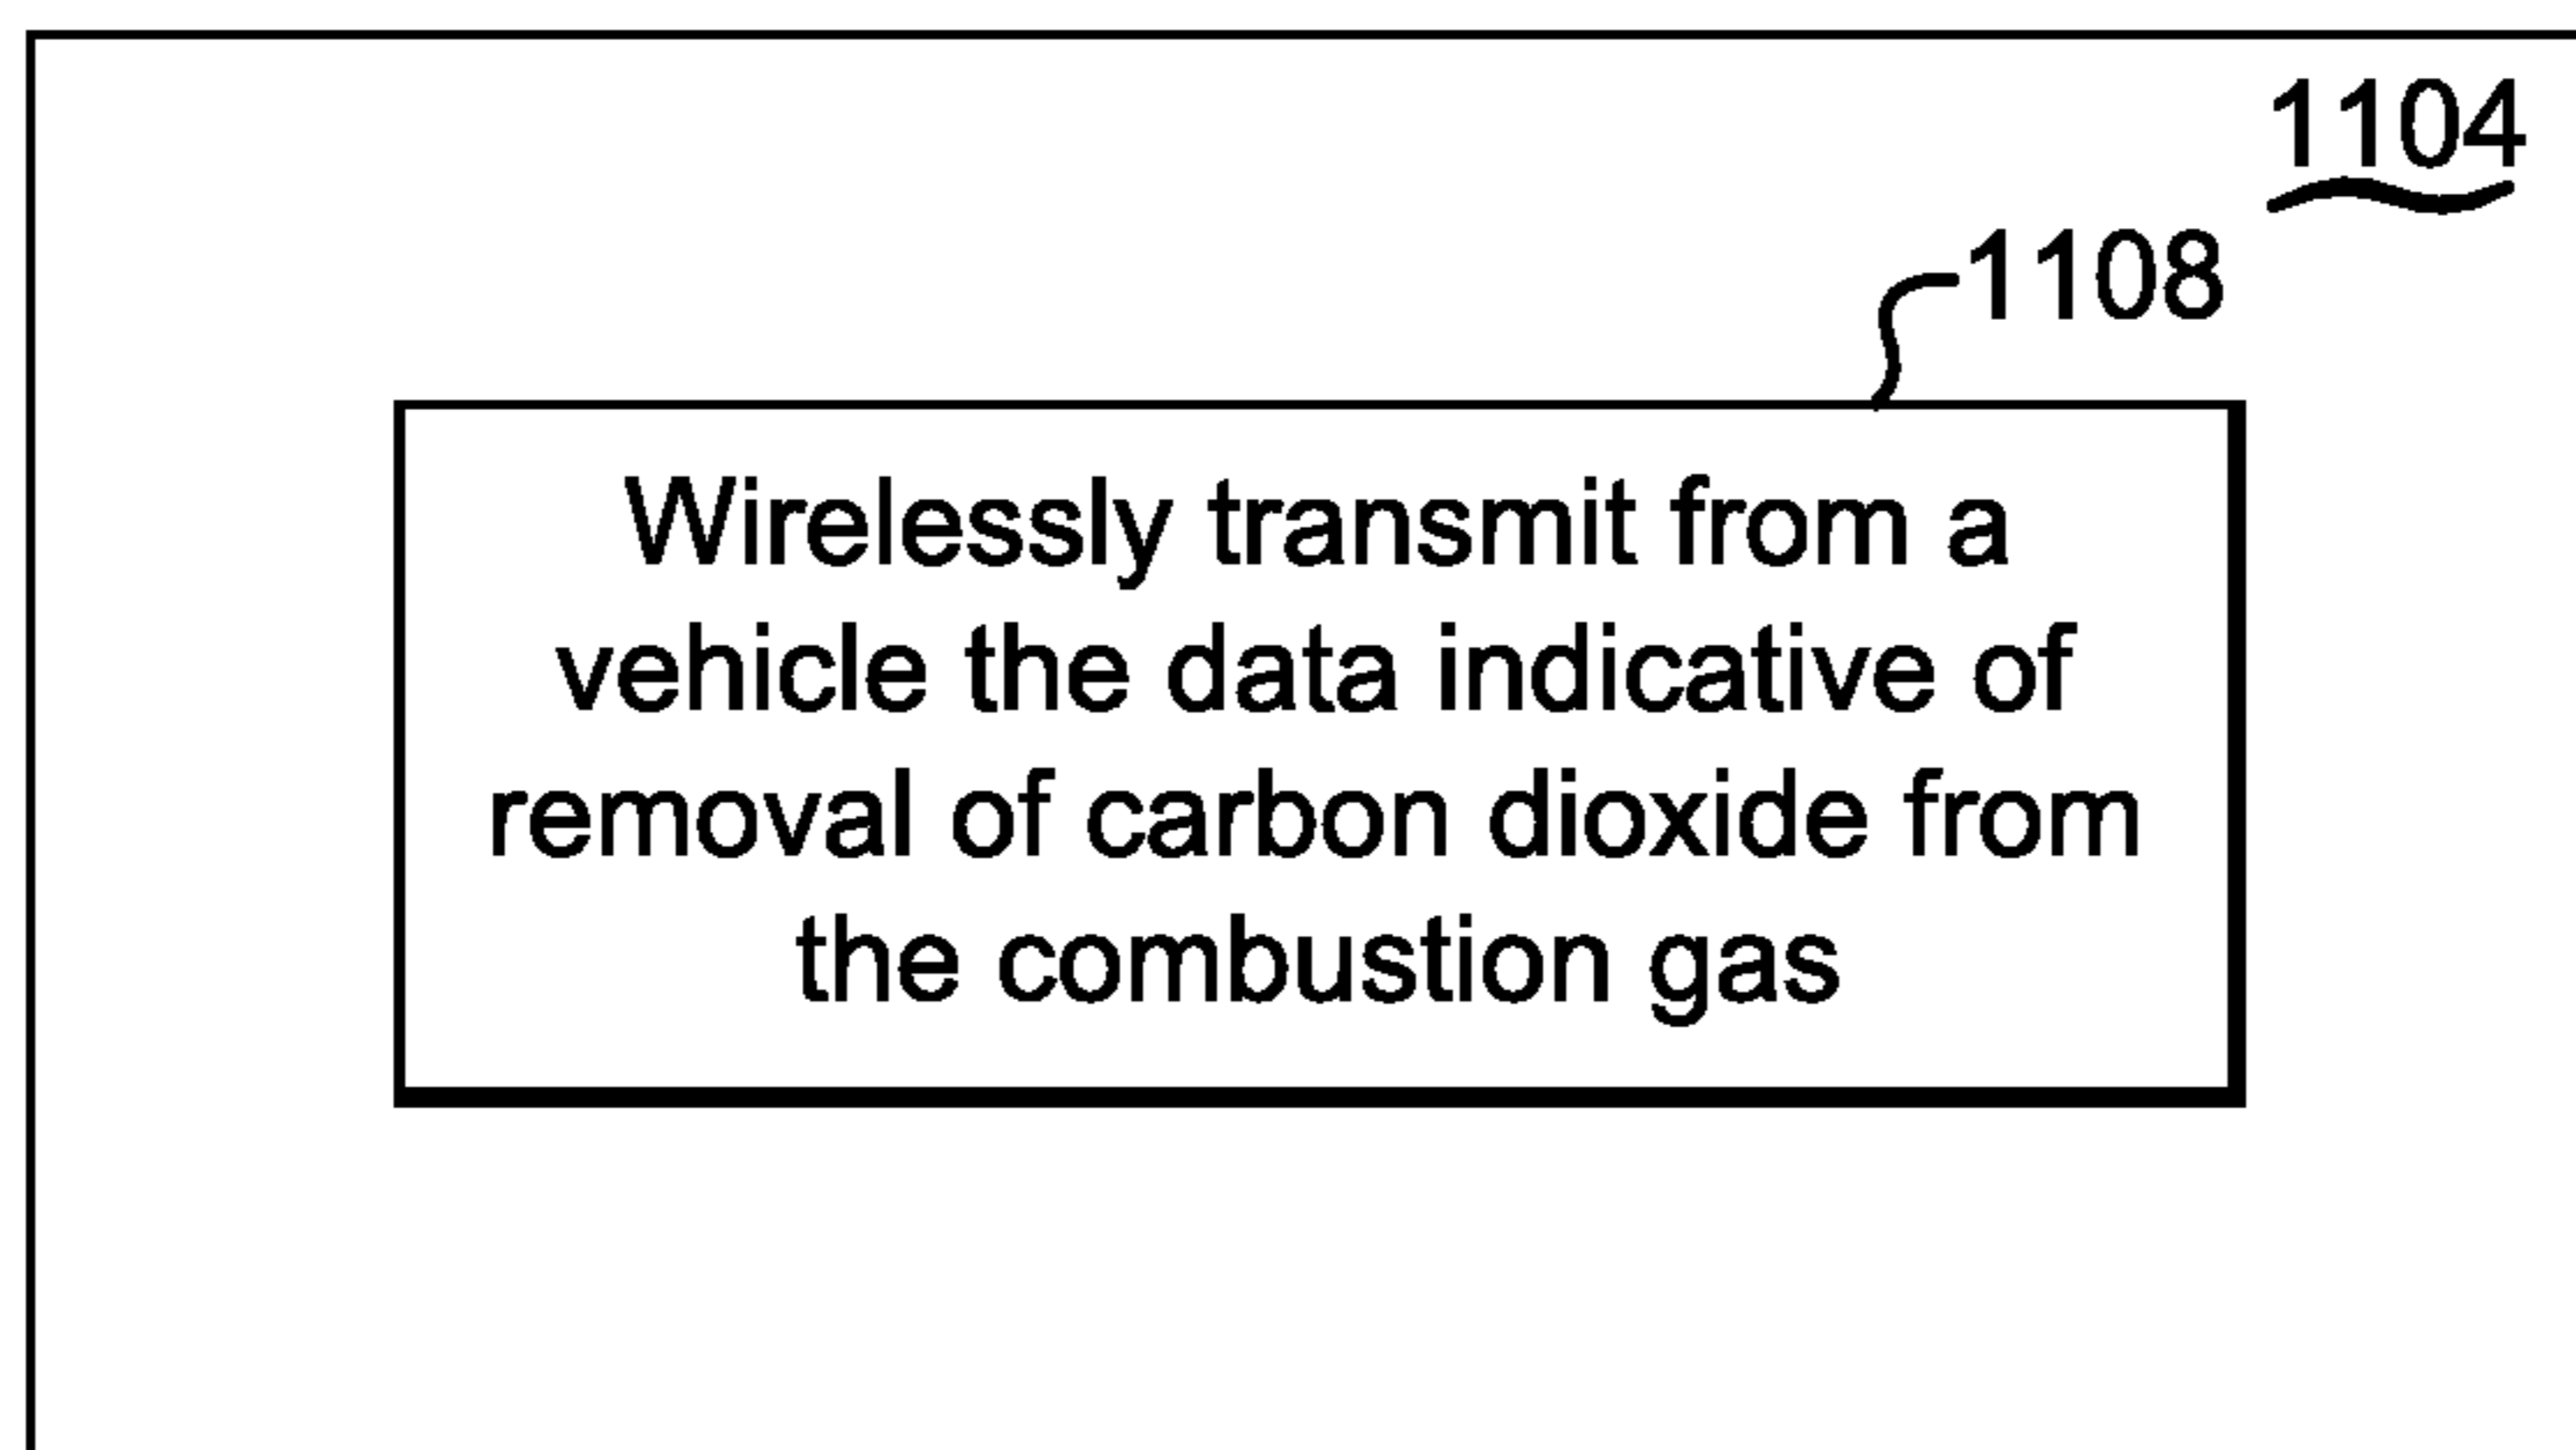 1104
1108
Wirelessly transmit from a
vehicle the data indicative of
removal of carbon dioxide from
the combustion gas